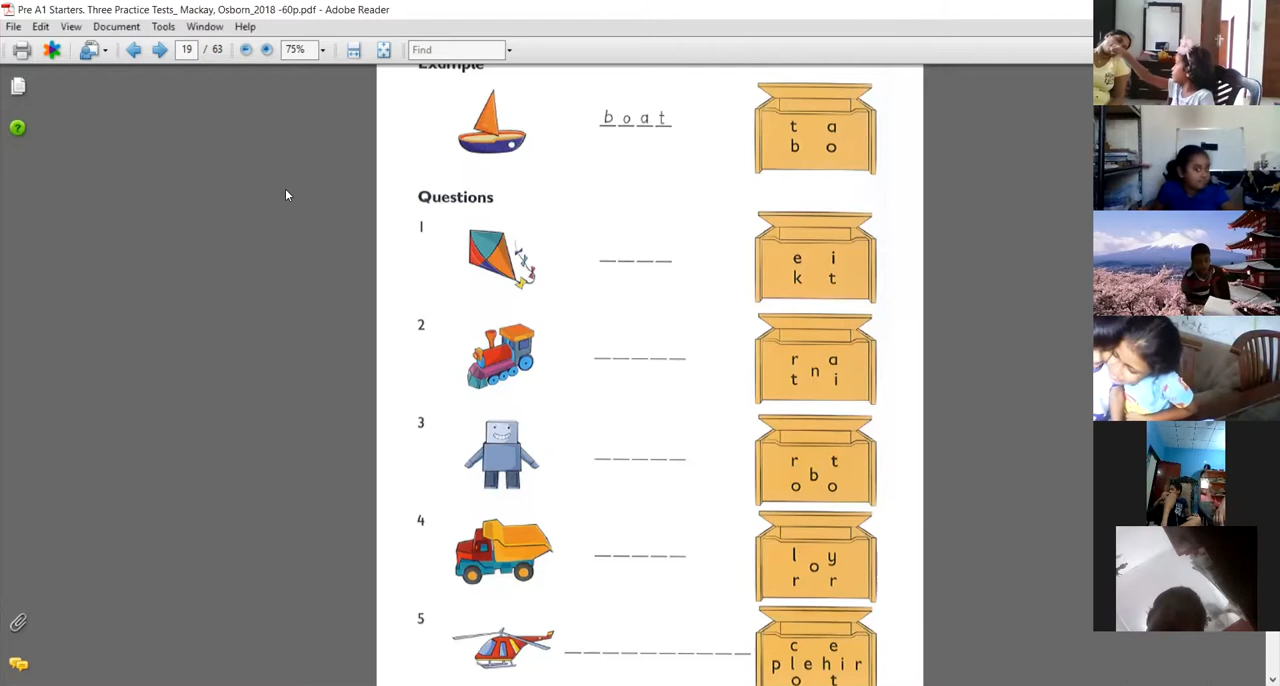 Pre A1 Starters. Three Practice Tests_ Mackay, Osborn_2018 -60p.pdf - Adobe Reader
File Edit View Document Tools Window Help
19 / 63 75% Find
Example
b o a t
t a
b o
Questions
1
e i
k t
2
r a
n
t i
3
r t
b
o o
4
l y
o
r r
5
c e
p l e h i r
o t